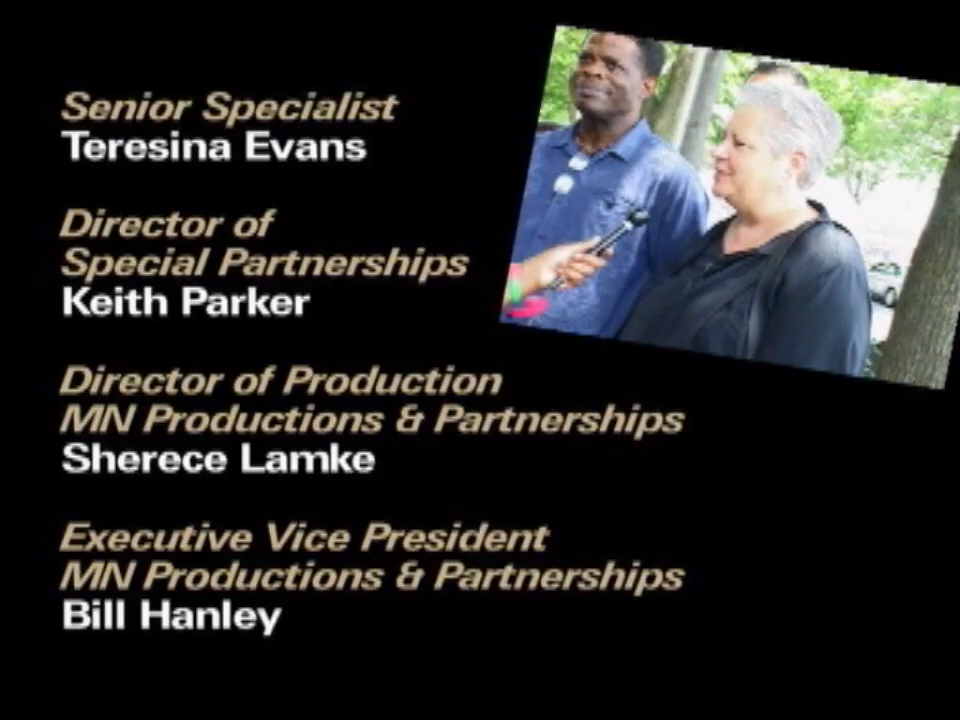 Senior Specialist
Teresina Evans
Director of
Special Partnerships
Keith Parker
Director of Production
MN Productions & Partnerships
Sherece Lamke
Executive Vice President
MN Productions & Partnerships
Bill Hanley